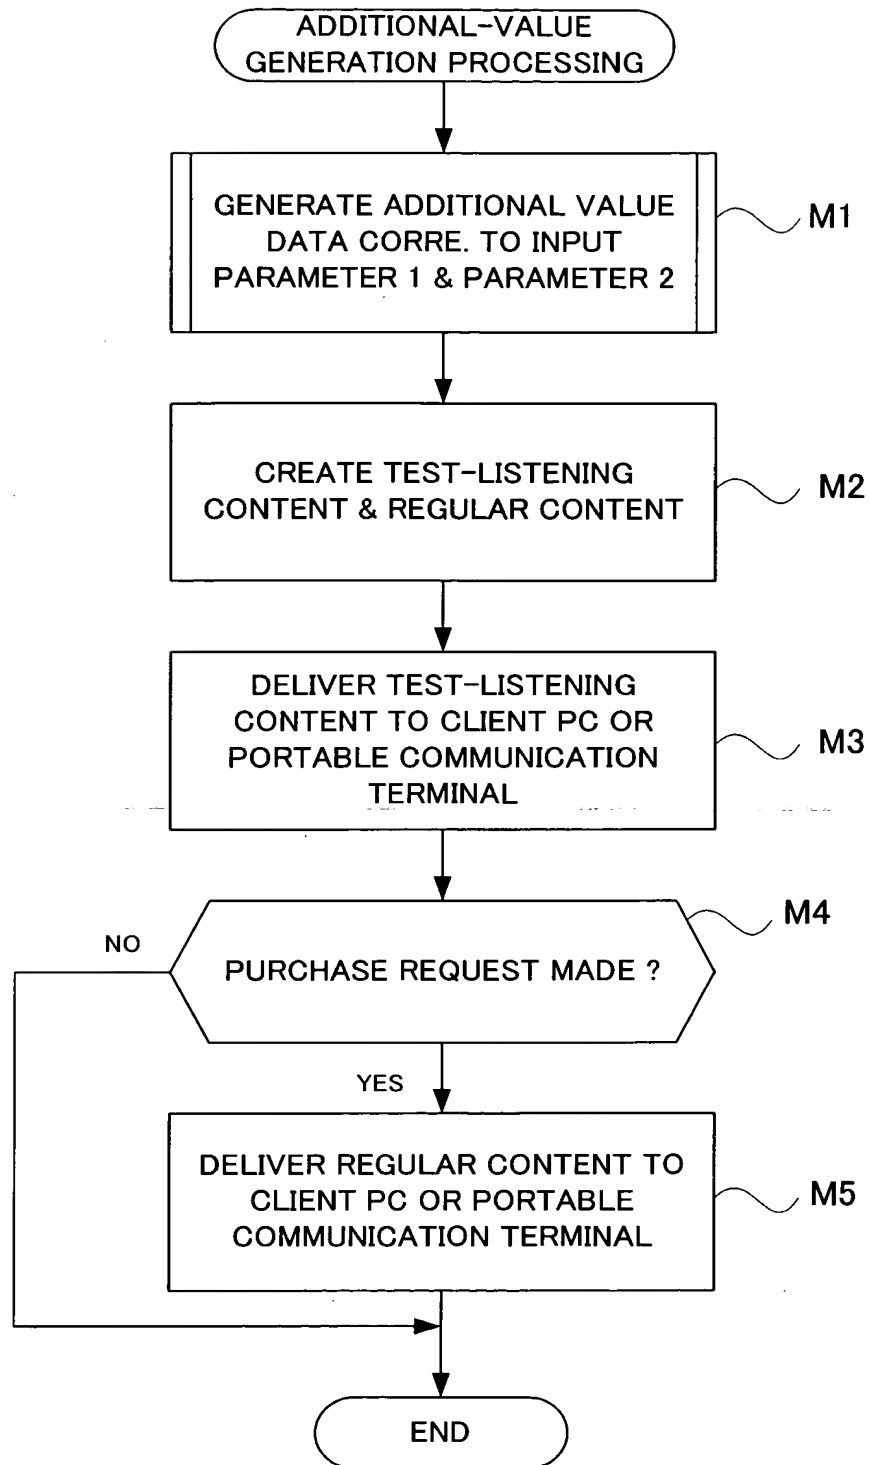 ADDITIONAL-VALUE
GENERATION PROCESSING
GENERATE ADDITIONAL VALUE
DATA CORRE. TO INPUT
PARAMETER 1 & PARAMETER 2
M1
CREATE TEST-LISTENING
CONTENT & REGULAR CONTENT
M2
DELIVER TEST-LISTENING
CONTENT TO CLIENT PC OR
PORTABLE COMMUNICATION
TERMINAL
M3
M4
NO
PURCHASE REQUEST MADE ?
YES
DELIVER REGULAR CONTENT TO
CLIENT PC OR PORTABLE
COMMUNICATION TERMINAL
M5
END